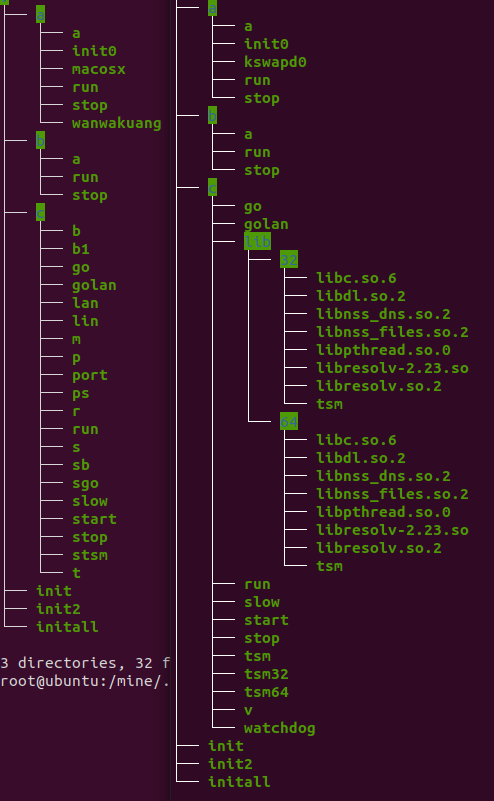 a
a
init0
macosx
run
stop
wanwakuang
b
a
run
stop
c
b
b1
go
golan
lan
lin
m
p
port
ps
r
run
s
sb
sgo
slow
start
stop
stsm
t
init
init2
initall
3 directories, 32 f
root@ubuntu:/mine/.
a
a
init0
kswapd0
run
stop
b
a
run
stop
c
go
golan
lib
32
libc.so.6
libdl.so.2
libnss_dns.so.2
libnss_files.so.2
libpthread.so.0
libresolv-2.23.so
libresolv.so.2
tsm
64
libc.so.6
libdl.so.2
libnss_dns.so.2
libnss_files.so.2
libpthread.so.0
libresolv-2.23.so
libresolv.so.2
tsm
run
slow
start
stop
tsm
tsm32
tsm64
v
watchdog
init
init2
initall